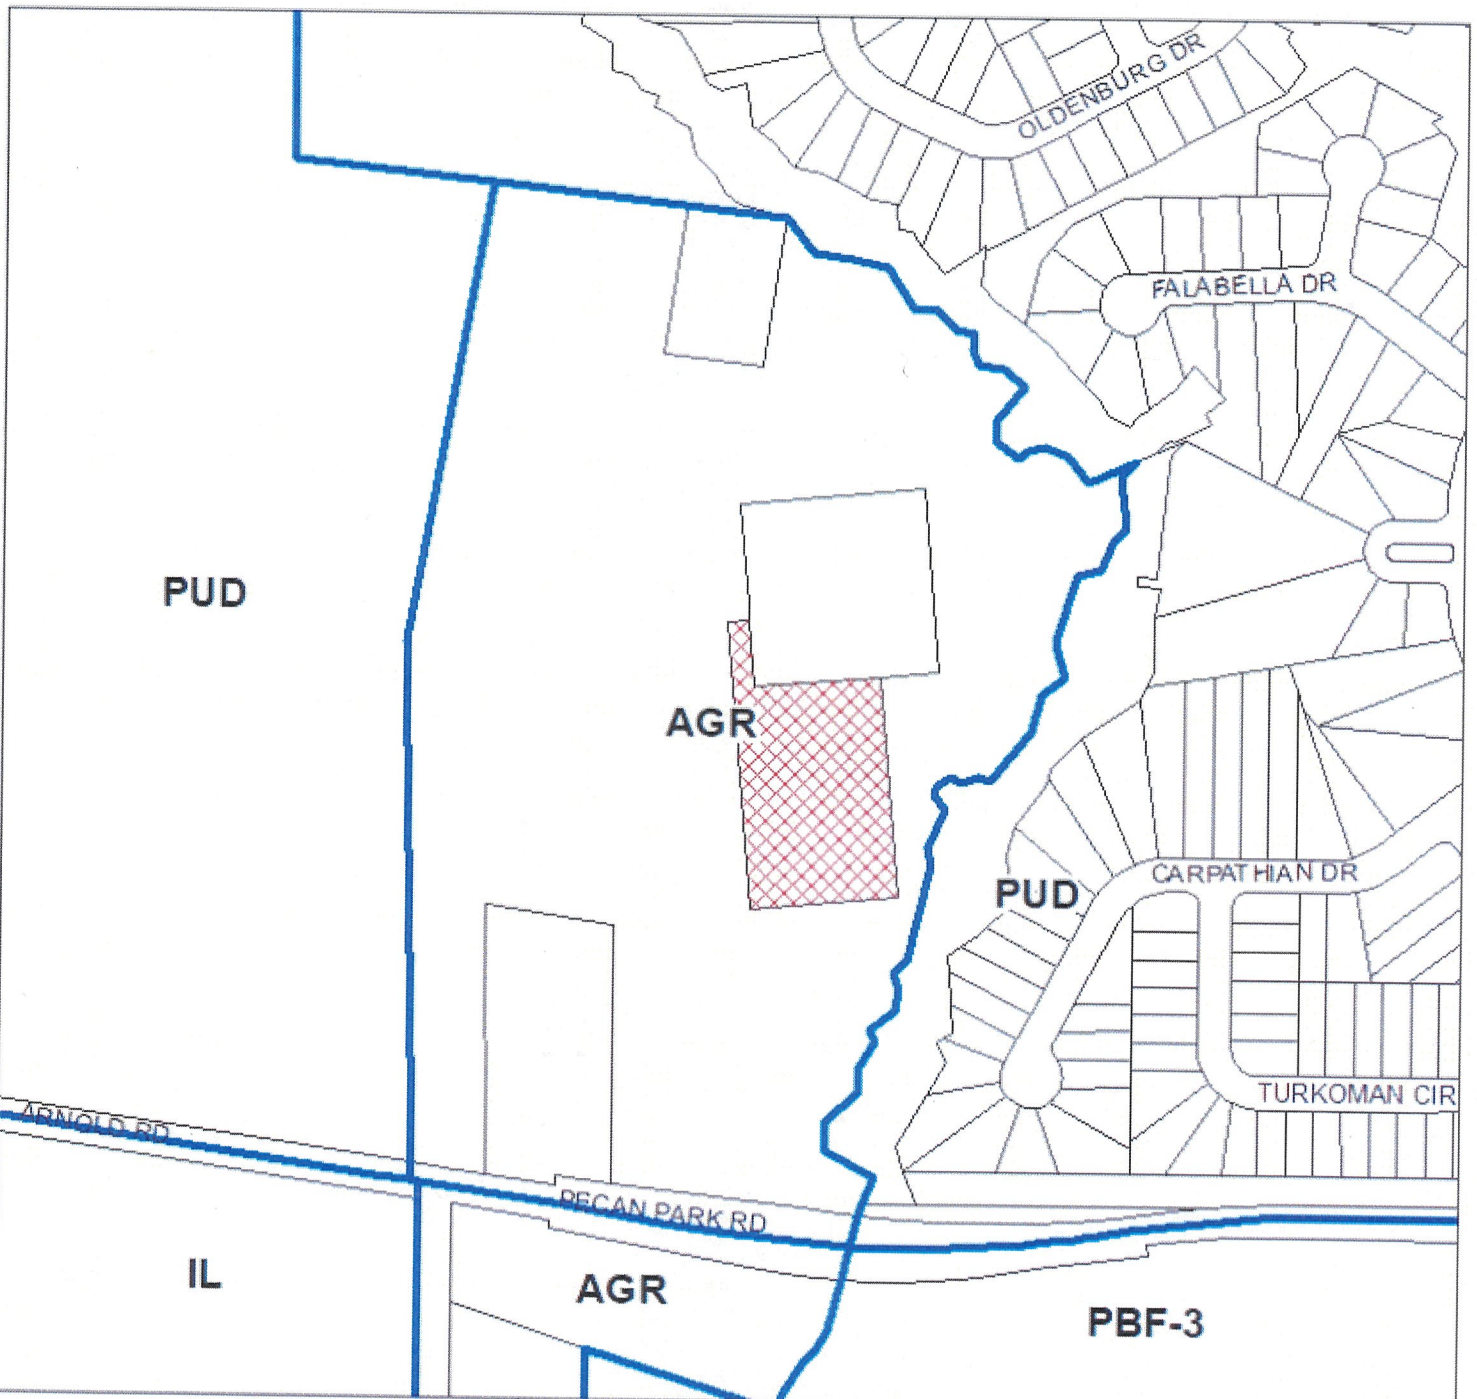 OLDENBURG DR
FALABELLA DR
PUD
AGR
CARPATHIAN DR
PUD
TURKOMAN CIR
ARNOLD RD
PECAN PARK RD
IL
AGR
PBF-3